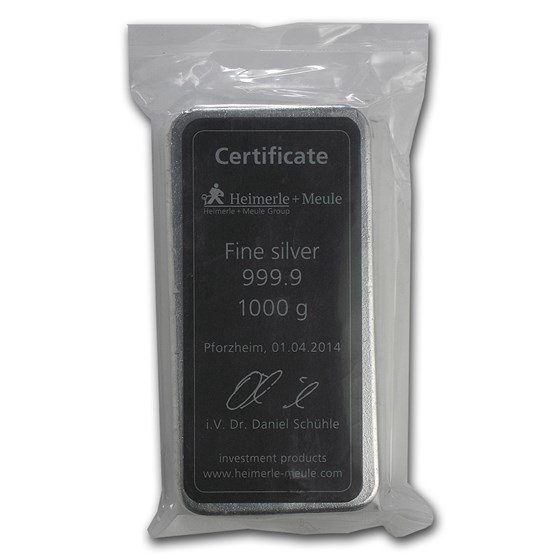 Certificate
Heimerle + Meule
Heimerle + Meule Group
Fine silver
999.9
1000 g
Pforzheim, 01.04.2014
i.V. Dr. Daniel Schühle
investment products
www.heimerle-meule.com